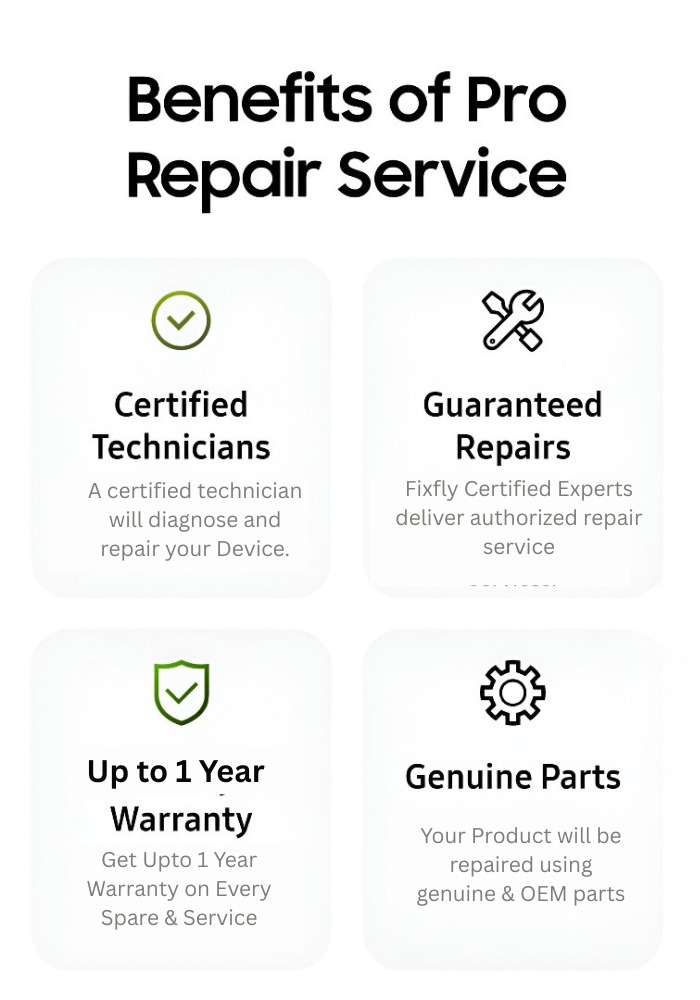 Benefits of Pro
Repair Service
Certified
Technicians
A certified technician
will diagnose and
repair your Device.
Guaranteed
Repairs
Fixfly Certified Experts
deliver authorized repair
service
Up to 1 Year
Warranty
Get Upto 1 Year
Warranty on Every
Spare & Service
Genuine Parts
Your Product will be
repaired using
genuine & OEM parts